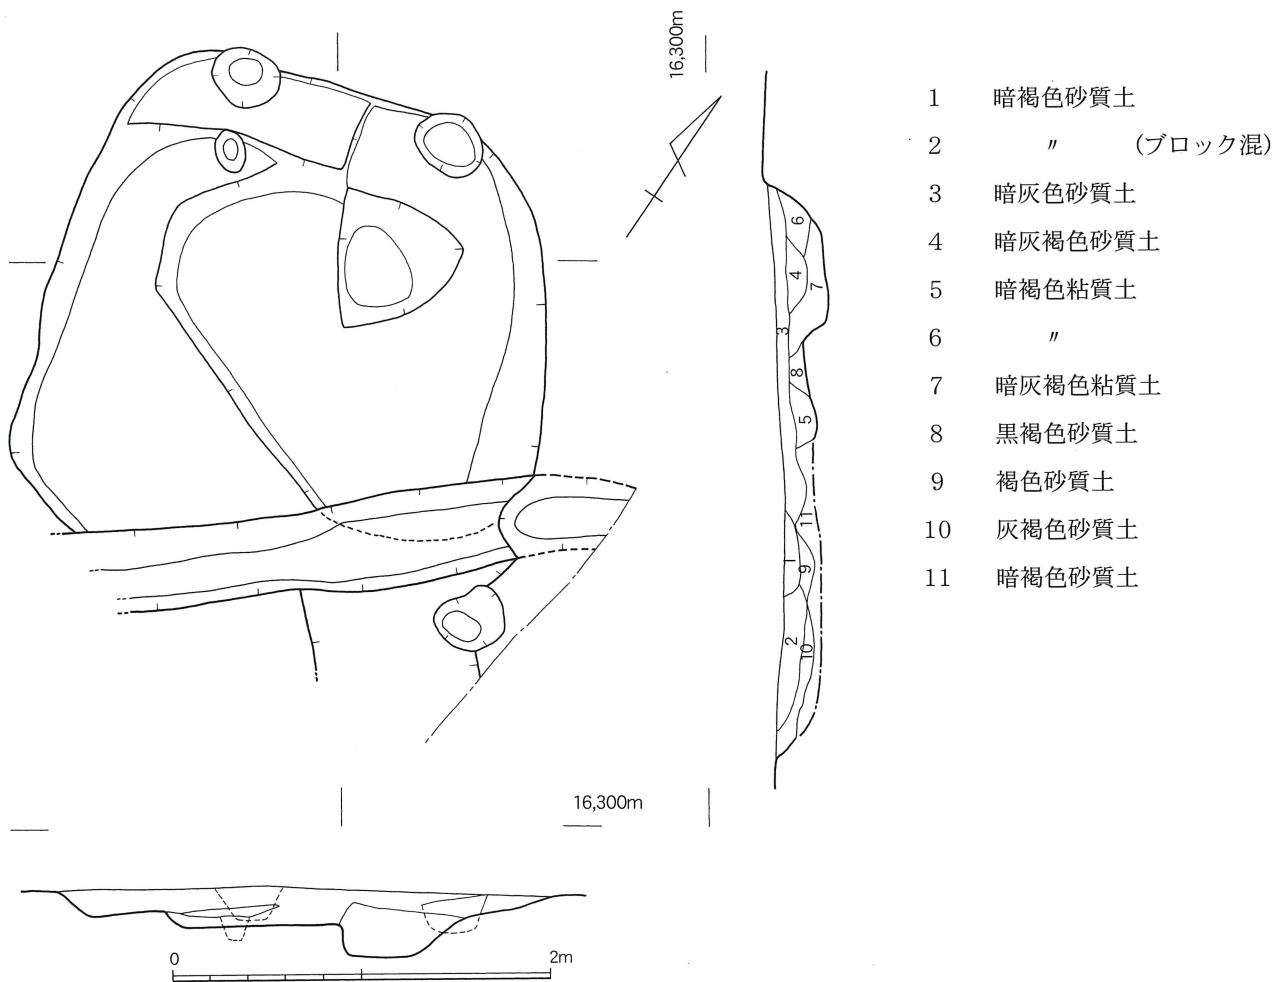 16,300m
1 暗褐色砂質土
2 〃 (ブロック混)
3 暗灰色砂質土
4 暗灰褐色砂質土
5 暗褐色粘質土
6 〃
7 暗灰褐色粘質土
8 黒褐色砂質土
9 褐色砂質土
10 灰褐色砂質土
11 暗褐色砂質土
6
4
7
3
8
5
11
1
9
2
10
16,300m
0 2m